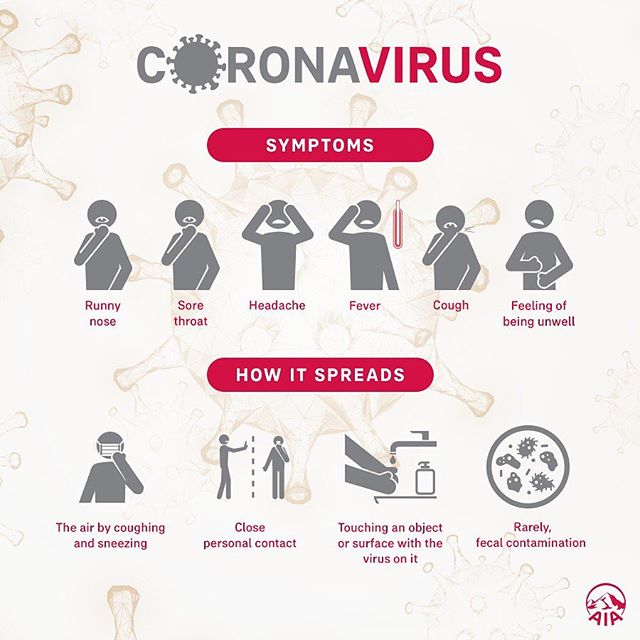 CORONAVIRUS
SYMPTOMS
Runny
nose
Sore
throat
Headache
Fever
Cough
Feeling of
being unwell
HOW IT SPREADS
The air by coughing
and sneezing
Close
personal contact
Touching an object
or surface with the
virus on it
Rarely,
fecal contamination
AIA